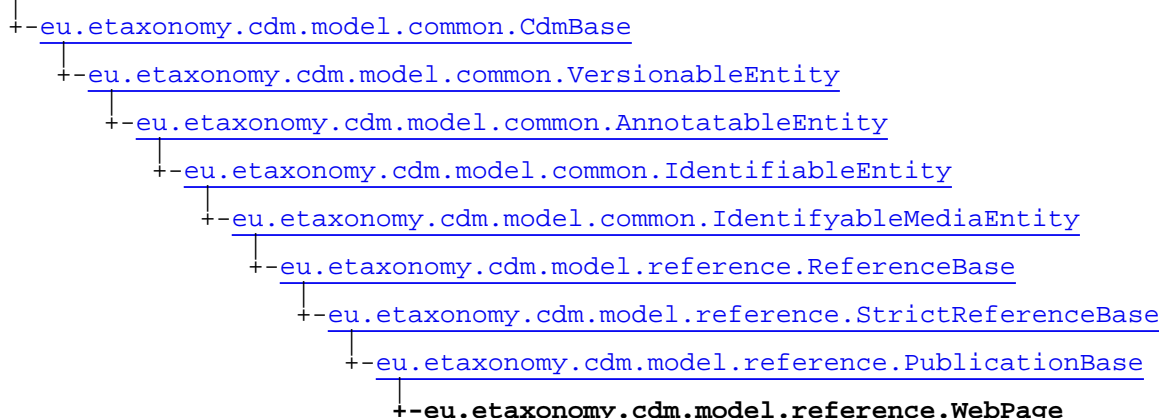 +-eu.etaxonomy.cdm.model.common.CdmBase
+-eu.etaxonomy.cdm.model.common.VersionableEntity
+-eu.etaxonomy.cdm.model.common.AnnotatableEntity
+-eu.etaxonomy.cdm.model.common.IdentifiableEntity
+-eu.etaxonomy.cdm.model.common.IdentifyableMediaEntity
+-eu.etaxonomy.cdm.model.reference.ReferenceBase
+-eu.etaxonomy.cdm.model.reference.StrictReferenceBase
+-eu.etaxonomy.cdm.model.reference.PublicationBase
+-eu.etaxonomy.cdm.model.reference.WebPage